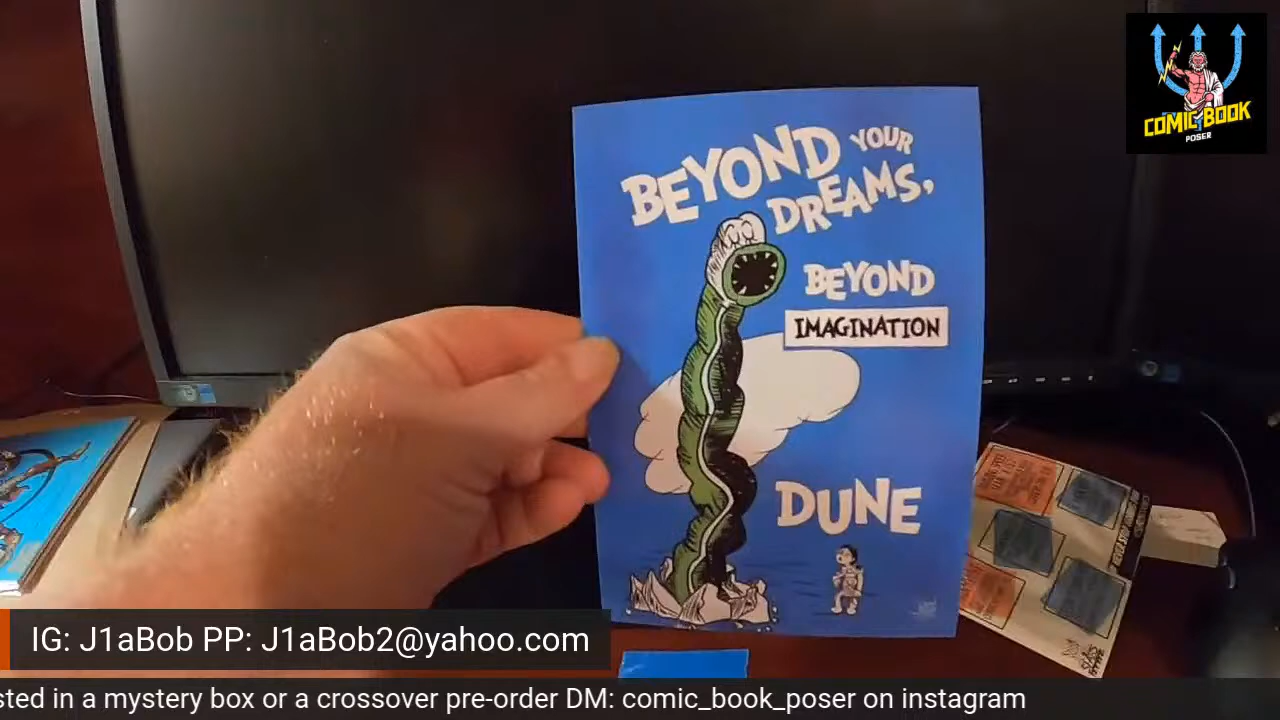 COMIC BOOK
POSER
BEYOND YOUR
DREAMS,
BEYOND
IMAGINATION
DUNE
IG: J1aBob PP: J1aBob2@yahoo.com
sted in a mystery box or a crossover pre-order DM: comic_book_poser on instagram